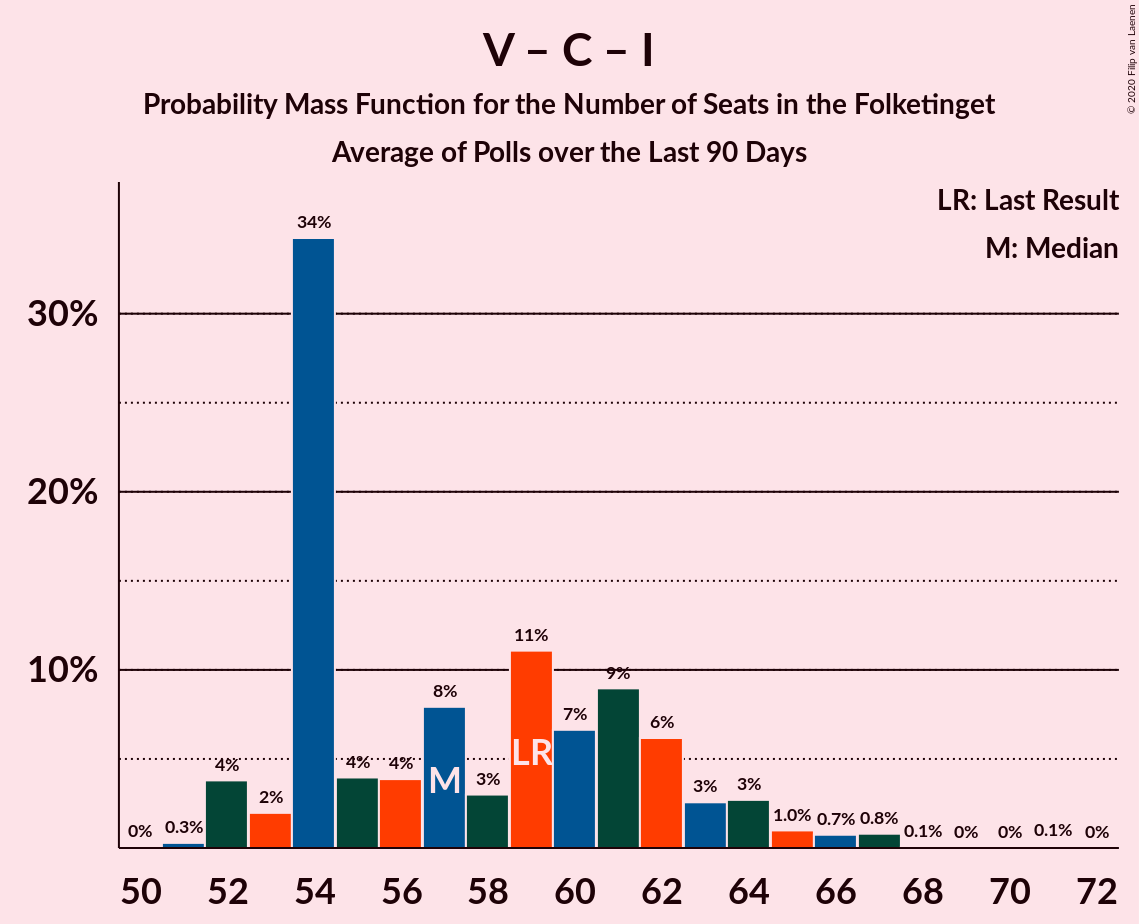 V – C – I
Probability Mass Function for the Number of Seats in the Folketinget
Average of Polls over the Last 90 Days
© 2020 Filip van Laenen
LR: Last Result
M: Median
30%
20%
10%
0%
0.3%
4%
2%
34%
4%
4%
8%
3%
11%
7%
9%
6%
3%
3%
1.0%
0.7%
0.8%
0.1%
0%
0%
0.1%
0%
M
LR
50 52 54 56 58 60 62 64 66 68 70 72